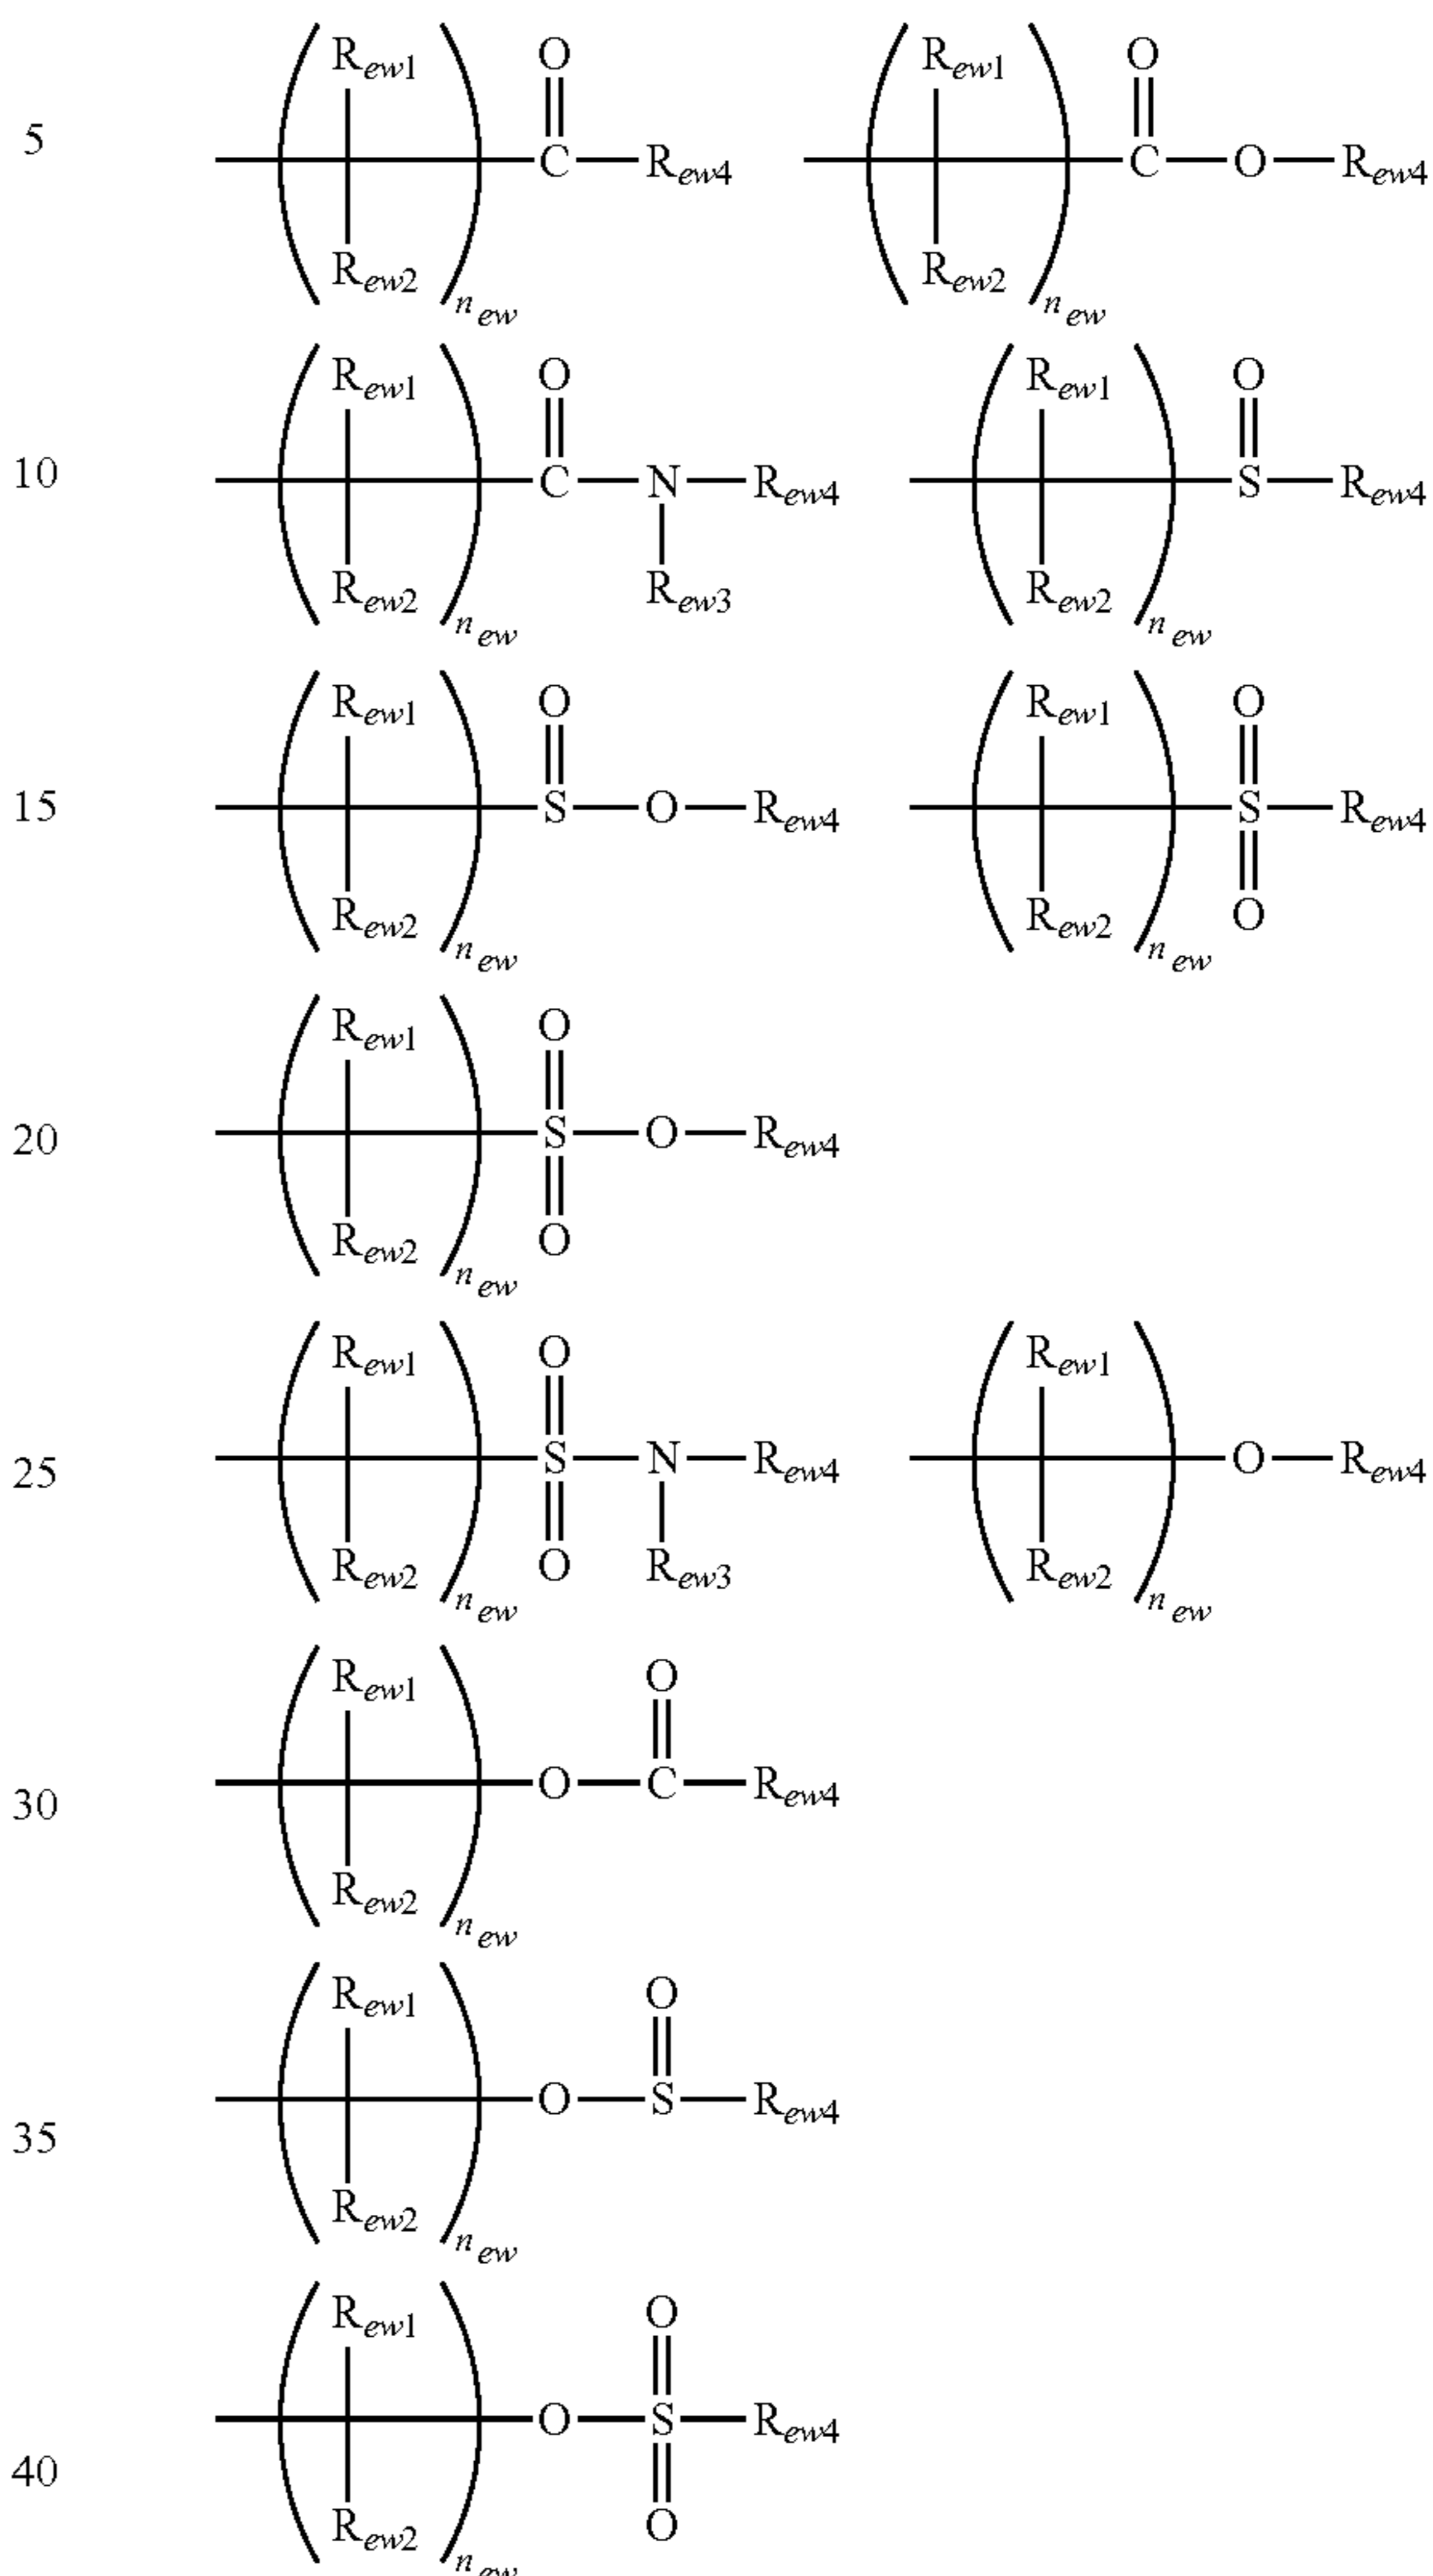 R_ew1 O R_ew1 O
5 C R_ew4 C O R_ew4
R_ew2 n_ew R_ew2 n_ew
R_ew1 O R_ew1 O
10 C N R_ew4 S R_ew4
R_ew2 n_ew R_ew3 R_ew2 n_ew
R_ew1 O R_ew1 O
15 S O R_ew4 S R_ew4
R_ew2 n_ew R_ew2 n_ew O
R_ew1 O
20 S O R_ew4
R_ew2 n_ew O
R_ew1 O R_ew1
25 S N R_ew4 O R_ew4
R_ew2 n_ew O R_ew3 R_ew2 n_ew
R_ew1 O
30 O C R_ew4
R_ew2 n_ew
R_ew1 O
35 O S R_ew4
R_ew2 n_ew
R_ew1 O
O S R_ew4
40
R_ew2 n_ew O